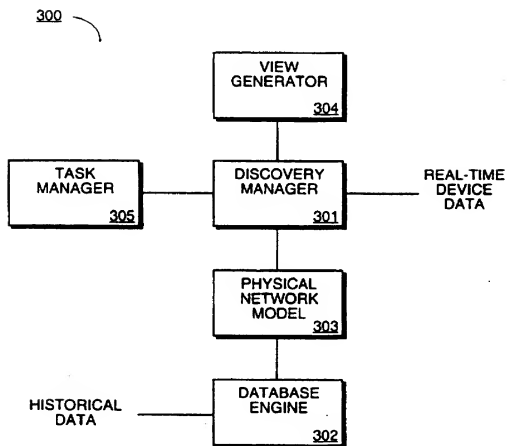 300
VIEW
GENERATOR
304
TASK
MANAGER
305
DISCOVERY
MANAGER
301
REAL-TIME
DEVICE
DATA
PHYSICAL
NETWORK
MODEL
303
HISTORICAL
DATA
DATABASE
ENGINE
302